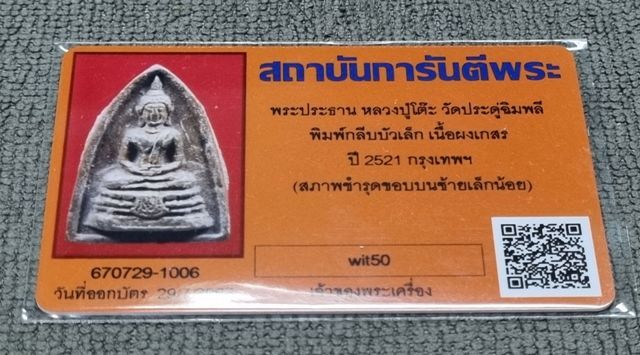 สถาบันการันตีพระ
พระประธาน หลวงปู่โต๊ะ วัดประดู่ฉิมพลี
พิมพ์กลีบบัวเล็ก เนื้อผงเกสร
ปี 2521 กรุงเทพฯ
(สภาพชำรุดขอบบนซ้ายเล็กน้อย)
wit50
670729-1006
วันที่ออกบัตร
เจ้าของพระเครื่อง